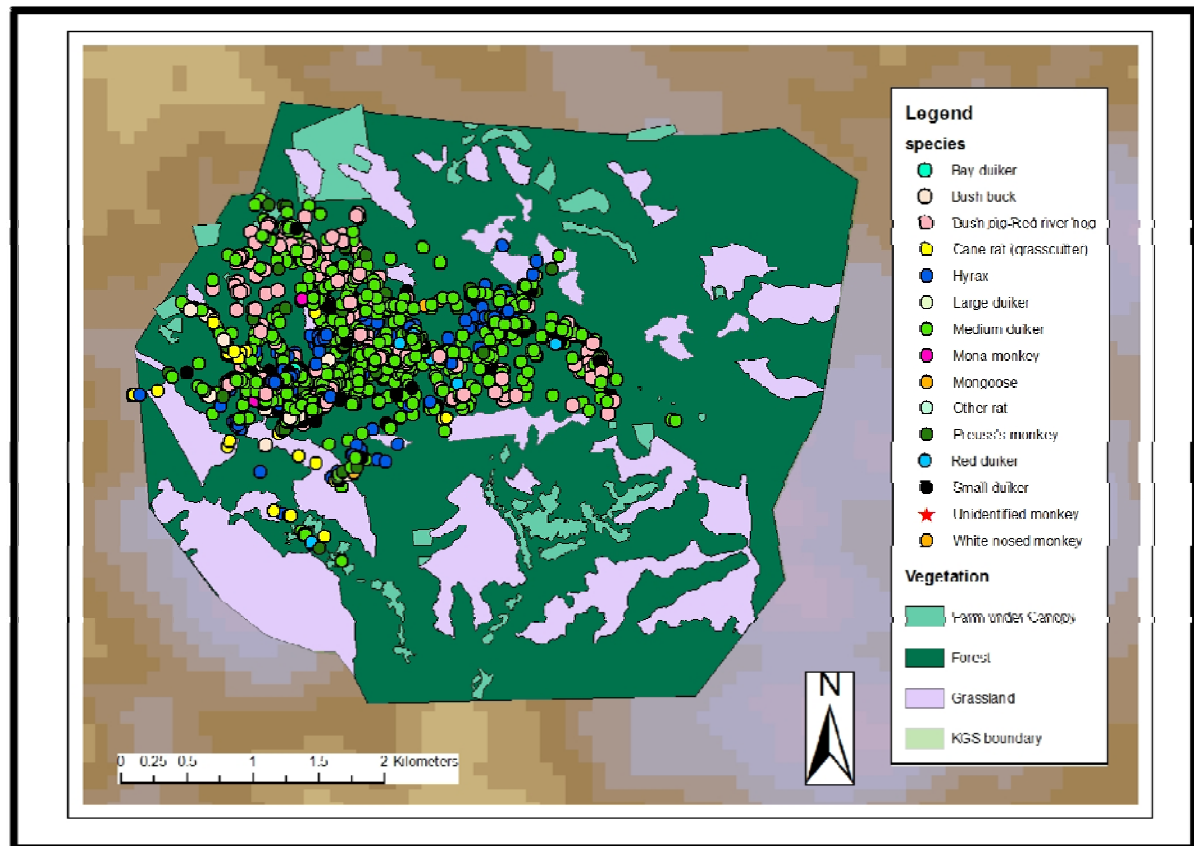 Legend
species
Bay duiker
Bush buck
Bush pig-Red river hog
Cane rat (grasscutter)
Hyrax
Large duiker
Medium duiker
Mona monkey
Mongoose
Other rat
Preuss's monkey
Red duiker
Small duiker
Unidentified monkey
White nosed monkey
Vegetation
Farm under Canopy
Forest
Grassland
KGS boundary
N
0 0.25 0.5 1 1.5 2 Kilometers